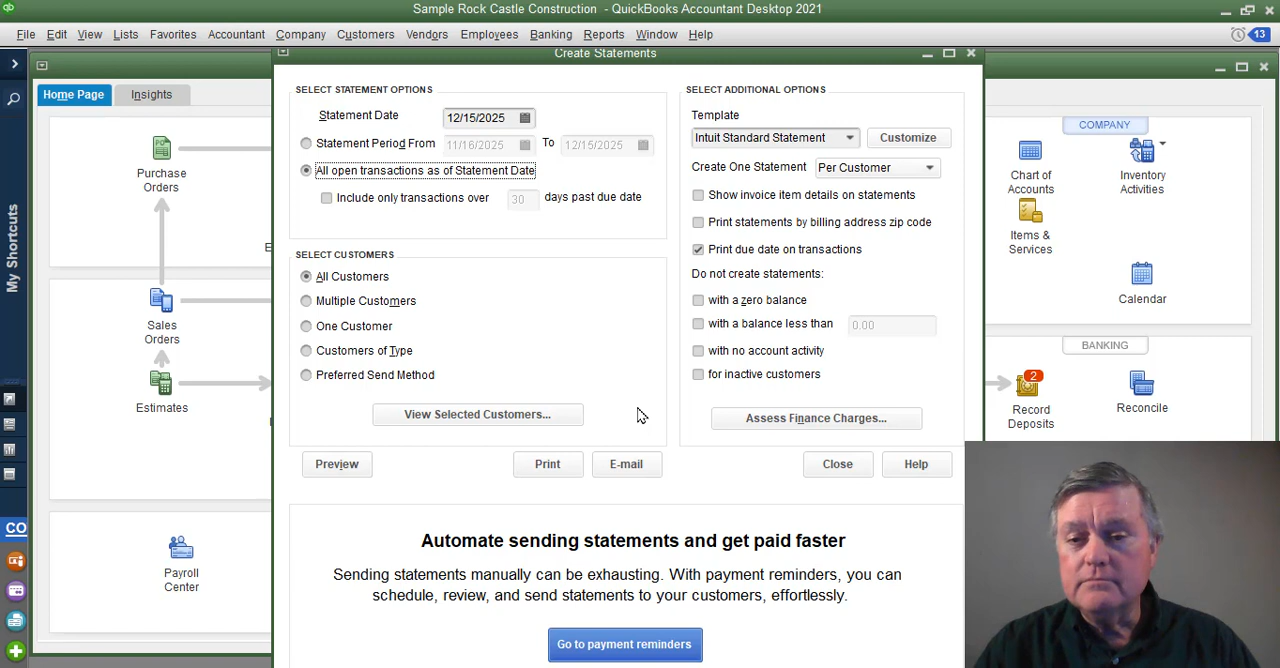 Sample Rock Castle Construction - QuickBooks Accountant Desktop 2021
File Edit View Lists Favorites Accountant Company Customers Vendors Employees Banking Reports Window Help
13
Create Statements
Home Page
Insights
My Shortcuts
CO
Purchase
Orders
Sales
Orders
Estimates
Payroll
Center
SELECT STATEMENT OPTIONS
Statement Date 12/15/2025
Statement Period From 11/16/2025 To 12/15/2025
All open transactions as of Statement Date
Include only transactions over 30 days past due date
SELECT CUSTOMERS
All Customers
Multiple Customers
One Customer
Customers of Type
Preferred Send Method
View Selected Customers...
SELECT ADDITIONAL OPTIONS
Template
Intuit Standard Statement
Customize
Create One Statement Per Customer
Show invoice item details on statements
Print statements by billing address zip code
Print due date on transactions
Do not create statements:
with a zero balance
with a balance less than 0.00
with no account activity
for inactive customers
Assess Finance Charges...
Preview
Print
E-mail
Close
Help
Automate sending statements and get paid faster
Sending statements manually can be exhausting. With payment reminders, you can
schedule, review, and send statements to your customers, effortlessly.
Go to payment reminders
COMPANY
Chart of
Accounts
Inventory
Activities
Items &
Services
Calendar
BANKING
2
Record
Deposits
Reconcile